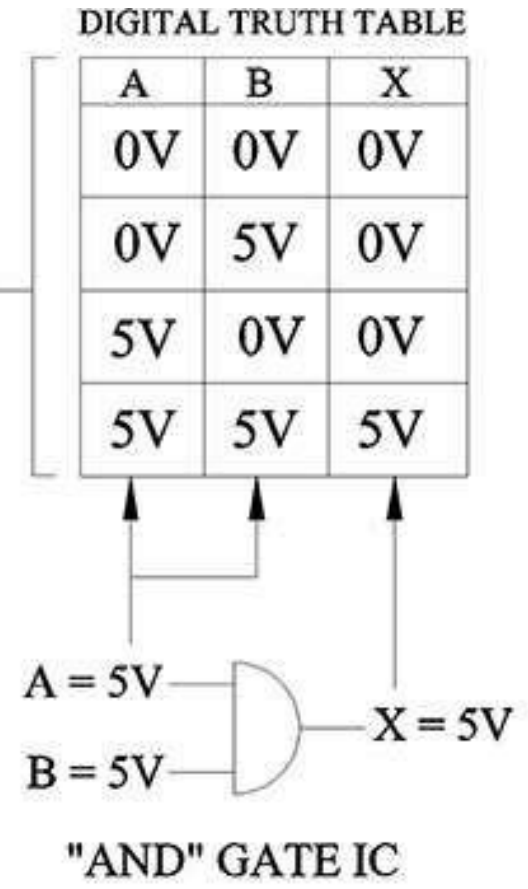 DIGITAL TRUTH TABLE
A B X
0V 0V 0V
0V 5V 0V
5V 0V 0V
5V 5V 5V
A = 5V
X = 5V
B = 5V
"AND" GATE IC